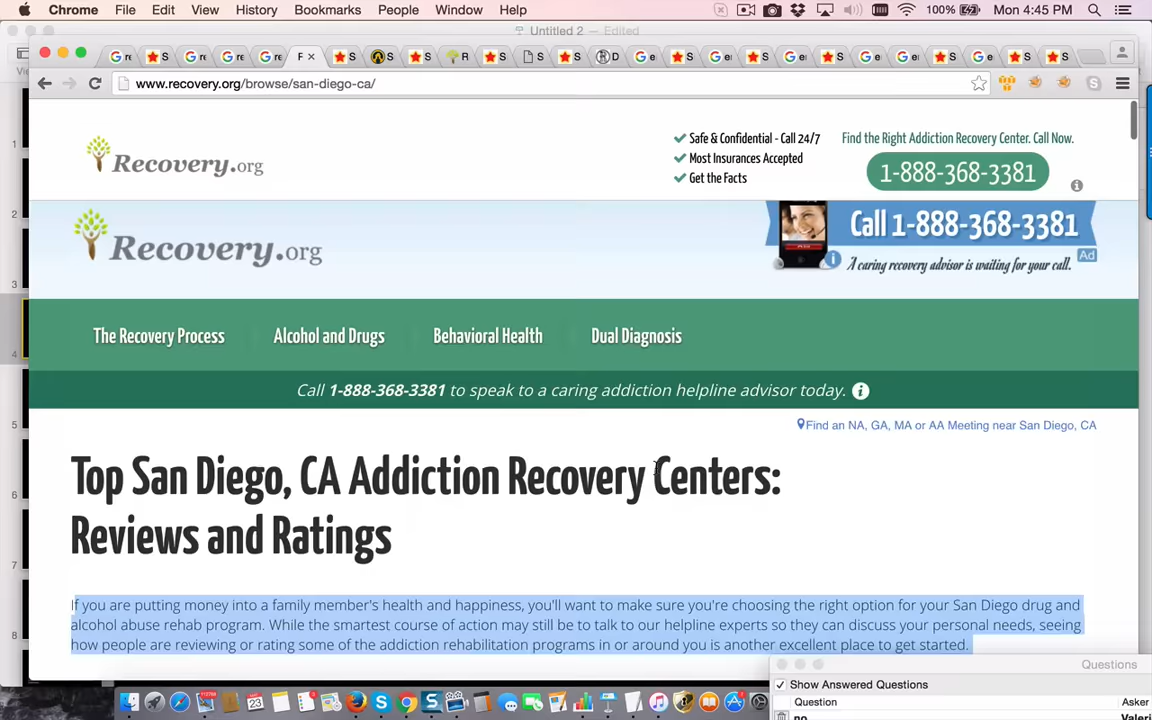 Chrome File Edit View History Bookmarks People Window Help 100% Mon 4:45 PM
Untitled 2 — Edited
www.recovery.org/browse/san-diego-ca/
Recovery.org
Safe & Confidential - Call 24/7
Most Insurances Accepted
Get the Facts
Find the Right Addiction Recovery Center. Call Now.
1-888-368-3381
Recovery.org
Call 1-888-368-3381
A caring recovery advisor is waiting for your call.
Ad
The Recovery Process Alcohol and Drugs Behavioral Health Dual Diagnosis
Call 1-888-368-3381 to speak to a caring addiction helpline advisor today.
Find an NA, GA, MA or AA Meeting near San Diego, CA
Top San Diego, CA Addiction Recovery Centers:
Reviews and Ratings
If you are putting money into a family member's health and happiness, you'll want to make sure you're choosing the right option for your San Diego drug and
alcohol abuse rehab program. While the smartest course of action may still be to talk to our helpline experts so they can discuss your personal needs, seeing
how people are reviewing or rating some of the addiction rehabilitation programs in or around you is another excellent place to get started.
Questions
Show Answered Questions
Question Asker
no Valeri
1
2
3
4
5
6
7
8